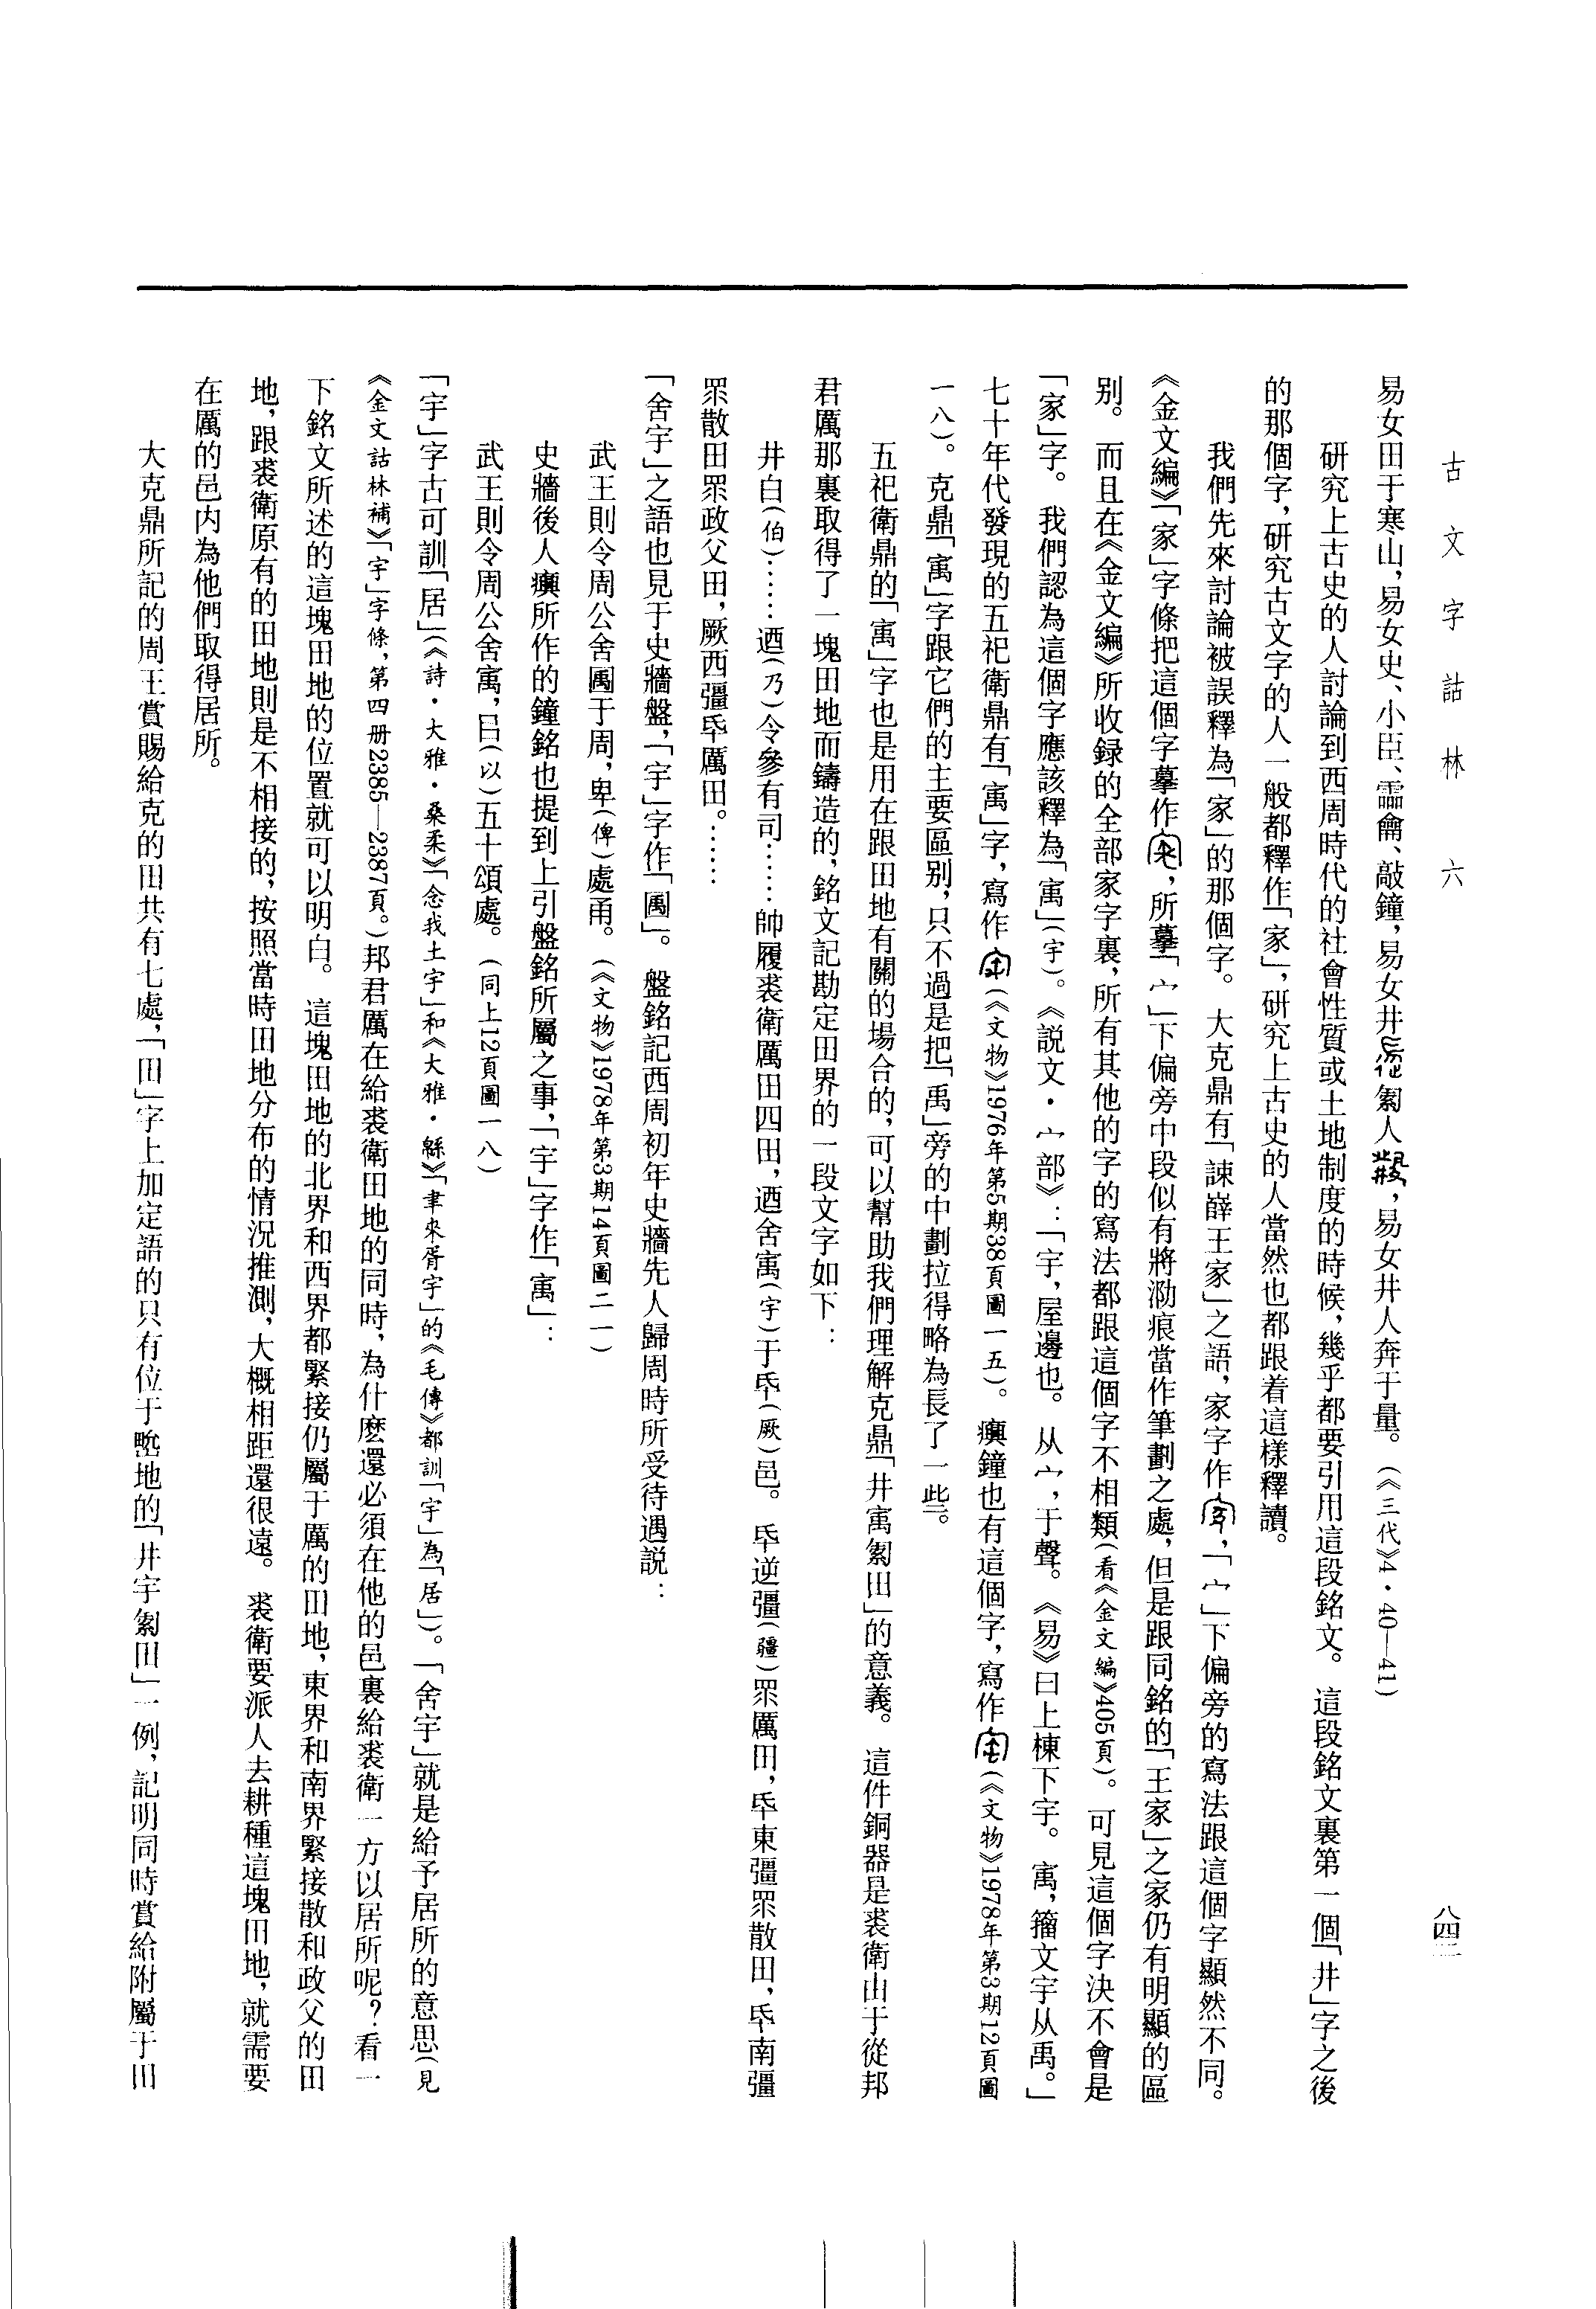 古文字詁林 六
八四二
易女田于寒山，易女史、小臣、霝龠、鼓鐘，易女井人，易女井人奔于量。（《三代》4·40—41）
研究上古史的人討論到西周時代的社會性質或土地制度的時候，幾乎都要引用這段銘文。這段銘文裏第一個「井」字之後
的那個字，研究古文字的人一般都釋作「家」，研究上古史的人當然也都跟着這樣釋讀。
我們先來討論被誤釋為「家」的那個字。大克鼎有「諫辥王家」之語，家字作，「宀」下偏旁的寫法跟這個字顯然不同。
《金文編》「家」字條把這個字摹作，所摹「宀」下偏旁中段似有將泐痕當作筆劃之處，但是跟同銘的「王家」之家仍有明顯的區
别。而且在《金文編》所收録的全部家字裏，所有其他的字的寫法都跟這個字不相類（看《金文編》405頁）。可見這個字決不會是
「家」字。我們認為這個字應該釋為「寓」（宇）。《説文·宀部》：「宇，屋邊也。从宀，于聲。《易》曰上棟下宇。㝢，籀文宇从禹。」
七十年代發現的五祀衛鼎有「㝢」字，寫作（《文物》1976年第5期38頁圖一五）。𤼈鐘也有這個字，寫作（《文物》1978年第3期12頁圖
一八）。克鼎「㝢」字跟它們的主要區别，只不過是把「禹」旁的中劃拉得略為長了一些。
五祀衛鼎的「㝢」字也是用在跟田地有關的場合的，可以幫助我們理解克鼎「井㝢田」的意義。這件銅器是裘衛由于從邦
君厲那裏取得了一塊田地而鑄造的，銘文記勘定田界的一段文字如下：
井白（伯）……迺（乃）令參有司……帥履裘衛厲田四田，迺舍㝢（宇）于氒（厥）邑。氒逆彊（疆）眔厲田，氒東彊眔散田，氒南彊
眔散田眔政父田，厥西彊氒厲田。……
「舍宇」之語也見于史牆盤，「宇」字作「圉」。盤銘記西周初年史牆先人歸周時所受待遇説：
武王則令周公舍于周，卑（俾）處甬。（《文物》1978年第3期14頁圖二一）
史牆後人𤼈所作的鐘銘也提到上引盤銘所屬之事，「宇」字作「㝢」：
武王則令周公舍㝢，㠯（以）五十頌處。（同上12頁圖一八）
「宇」字古可訓「居」（《詩·大雅·桑柔》「念我土宇」和《大雅·緜》「聿來胥宇」的《毛傳》都訓「宇」為「居」）。「舍宇」就是給予居所的意思（見
《金文詁林補》「宇」字條，第四册2385—2387頁。）邦君厲在給裘衛田地的同時，為什麽還必須在他的邑裏給裘衛一方以居所呢？看一
下銘文所述的這塊田地的位置就可以明白。這塊田地的北界和西界都緊接仍屬于厲的田地，東界和南界緊接散和政父的田
地，跟裘衛原有的田地則是不相接的，按照當時田地分布的情況推測，大概相距還很遠。裘衛要派人去耕種這塊田地，就需要
在厲的邑内為他們取得居所。
大克鼎所記的周王賞賜給克的田共有七處，「田」字上加定語的只有位于地的「井宇田」一例，記明同時賞給附屬于田